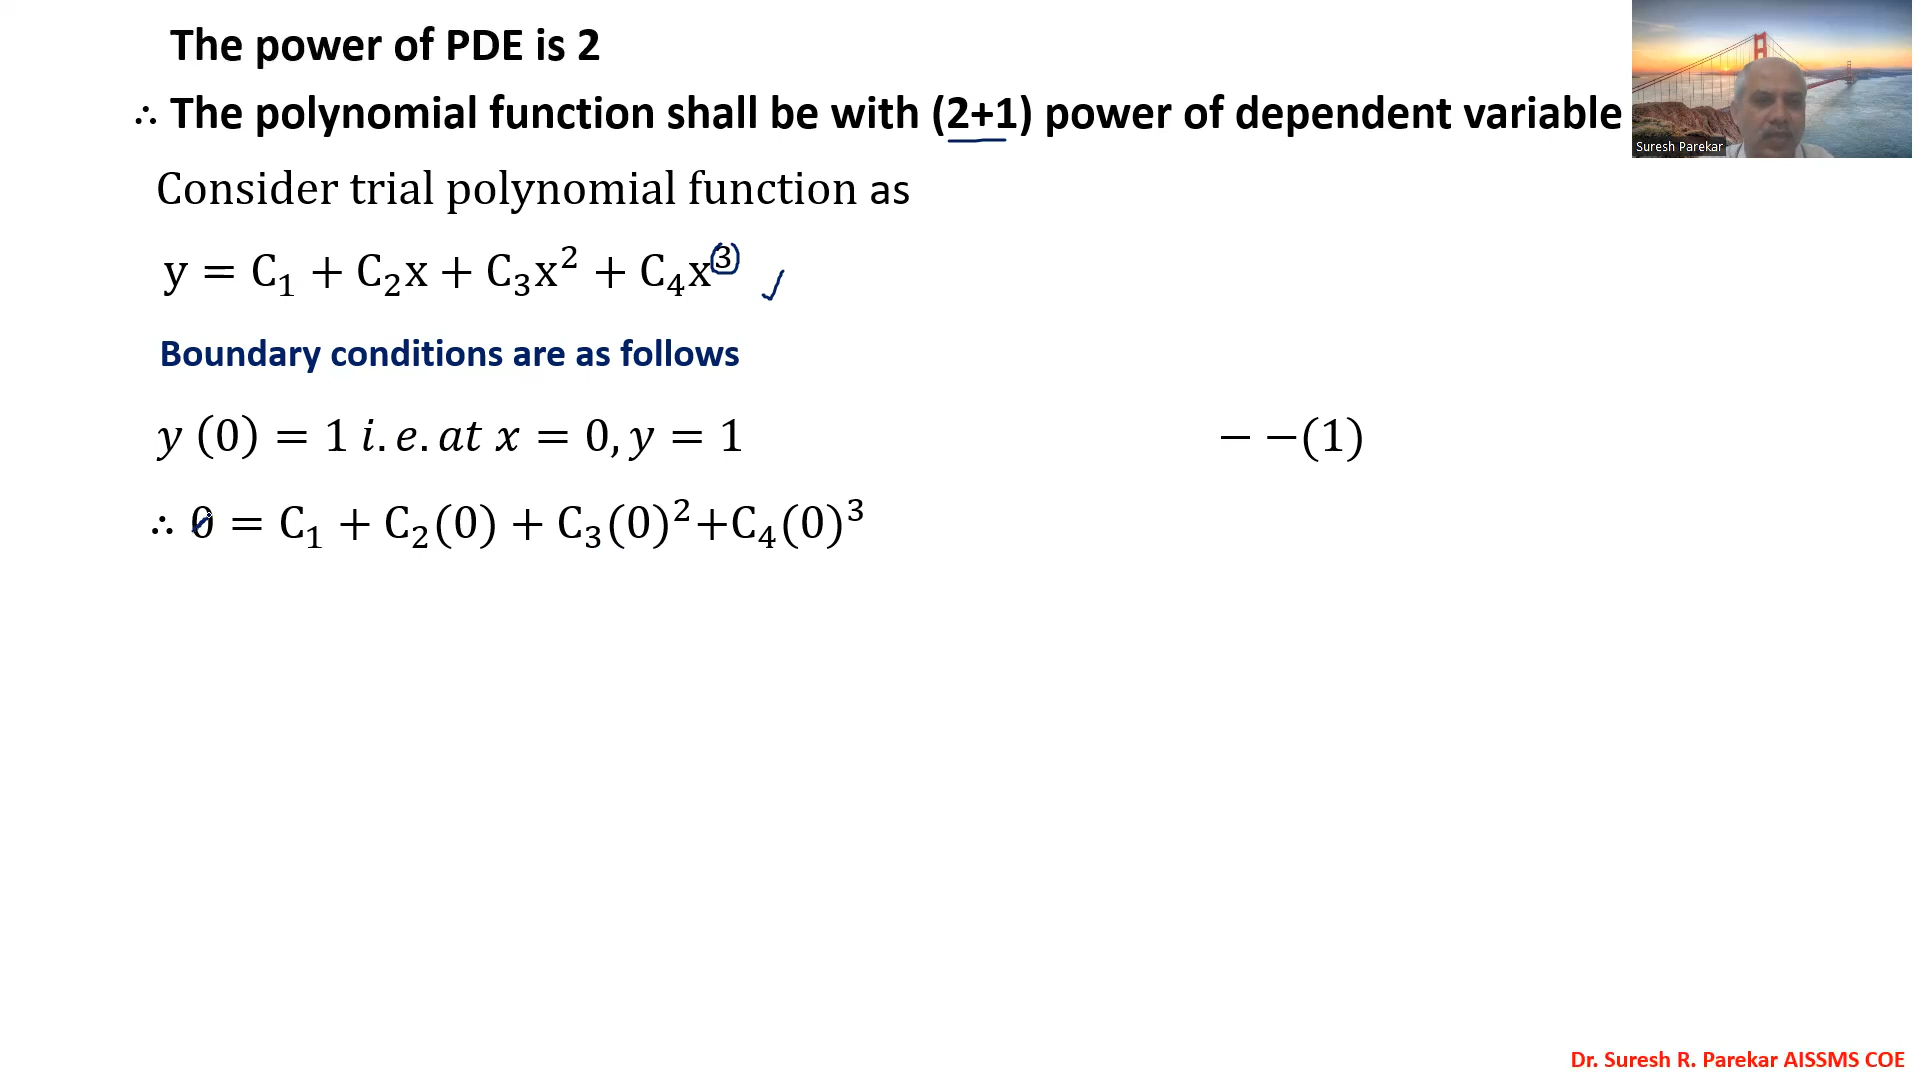 The power of PDE is 2
∴ The polynomial function shall be with (2+1) power of dependent variable
Suresh Parekar
Consider trial polynomial function as
y = C₁ + C₂x + C₃x² + C₄x³ ✓
Boundary conditions are as follows
y (0) = 1 i.e. at x = 0, y = 1 − −(1)
∴ 0 = C₁ + C₂(0) + C₃(0)²+C₄(0)³
Dr. Suresh R. Parekar AISSMS COE